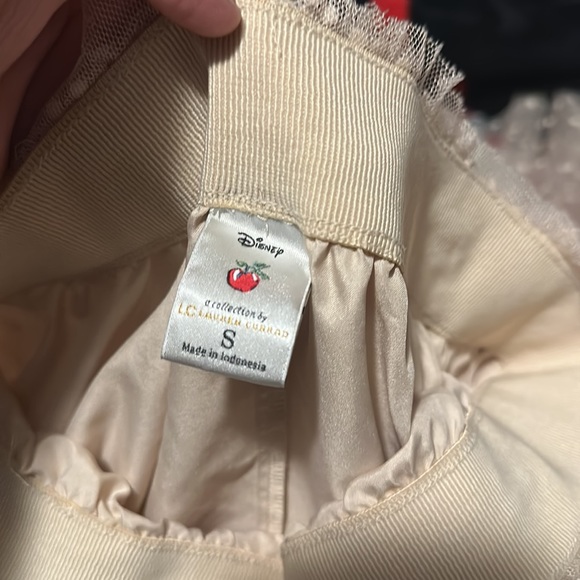 Disney
a collection by
LC LAUREN CONRAD
S
Made in Indonesia